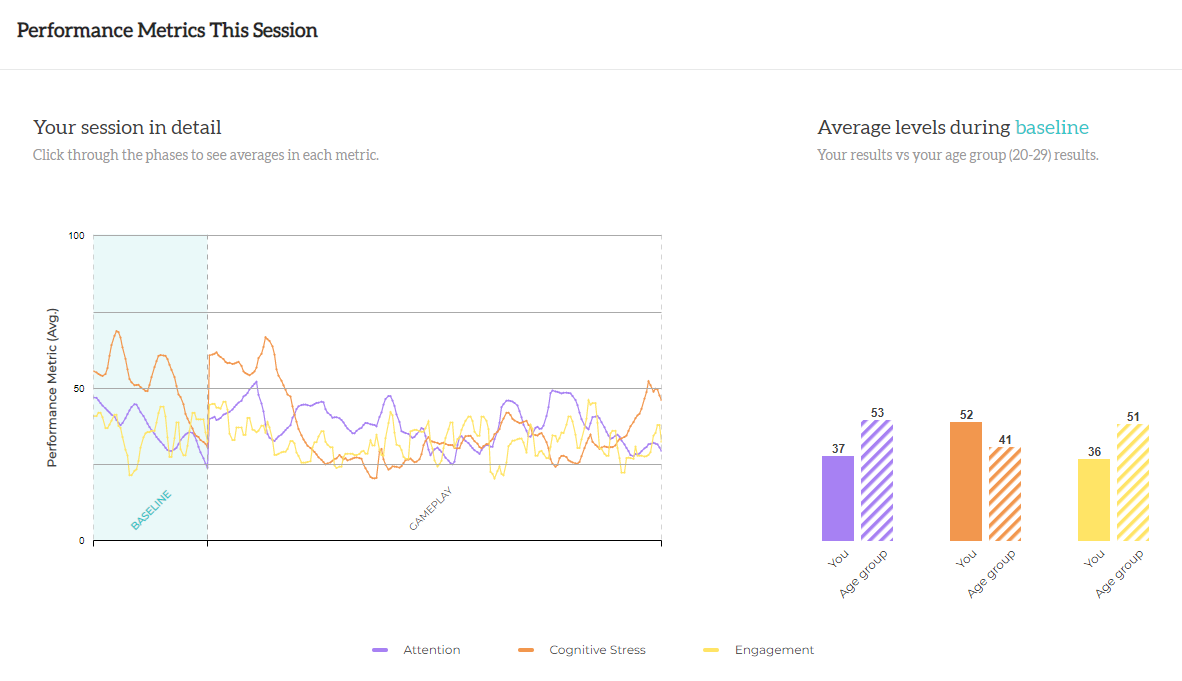 Performance Metrics This Session
Your session in detail
Click through the phases to see averages in each metric.
Average levels during baseline
Your results vs your age group (20-29) results.
100
50
0
Performance Metric (Avg.)
BASELINE
GAMEPLAY
37
53
52
41
36
51
You
Age group
You
Age group
You
Age group
Attention
Cognitive Stress
Engagement